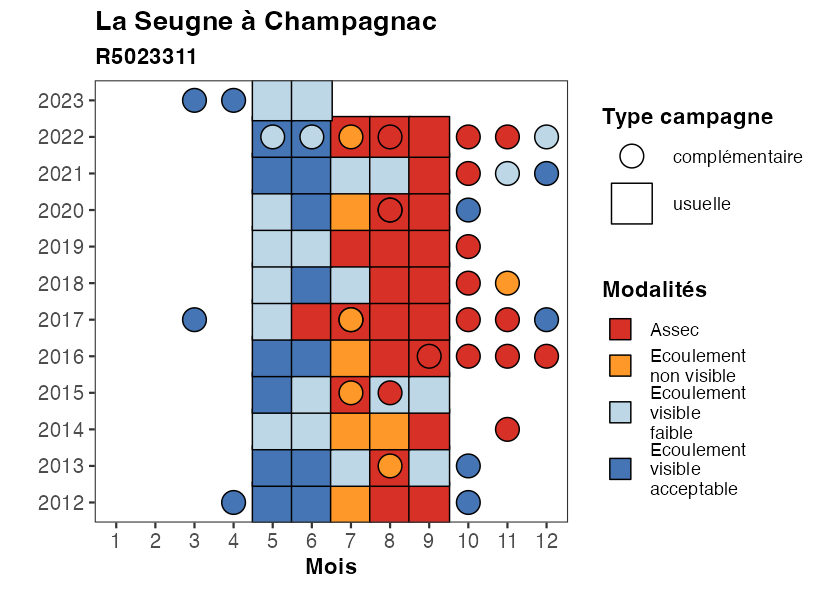 La Seugne à Champagnac
R5023311
2023
2022
2021
2020
2019
2018
2017
2016
2015
2014
2013
2012
1 2 3 4 5 6 7 8 9 10 11 12
Mois
Type campagne
complémentaire
usuelle
Modalités
Assec
Ecoulement
non visible
Ecoulement
visible
faible
Ecoulement
visible
acceptable